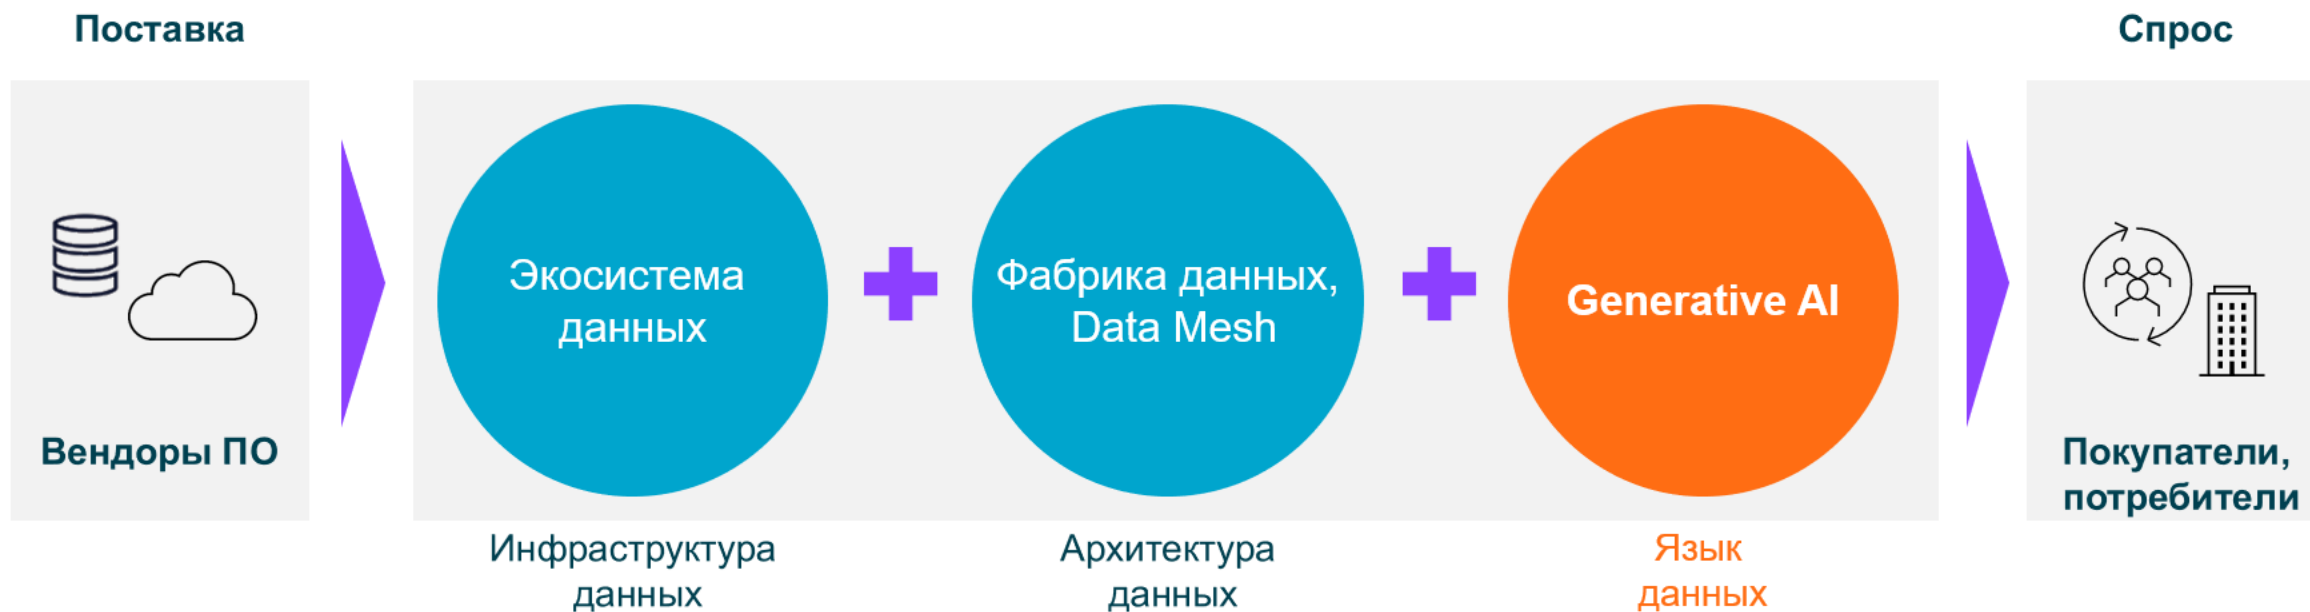 Поставка
Спрос
Экосистема
данных
Фабрика данных,
Data Mesh
Generative AI
Вендоры ПО
Покупатели,
потребители
Инфраструктура
данных
Архитектура
данных
Язык
данных